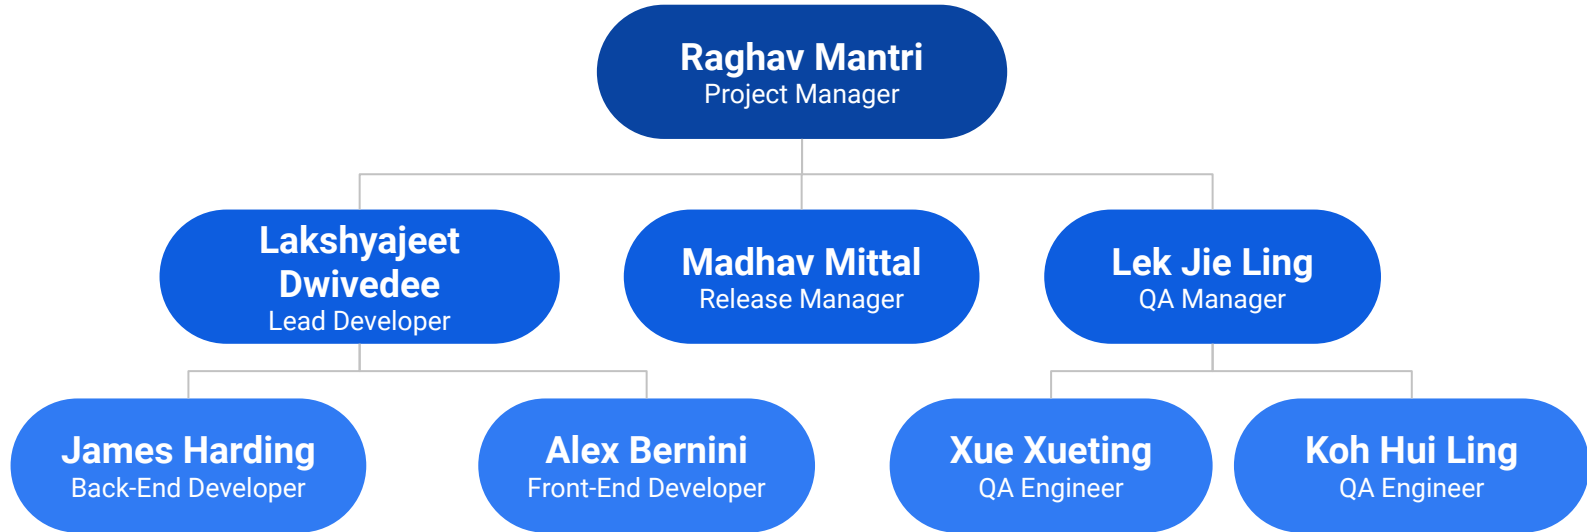 Raghav Mantri
Project Manager
Lakshyajeet
Dwivedee
Lead Developer
Madhav Mittal
Release Manager
Lek Jie Ling
QA Manager
James Harding
Back-End Developer
Alex Bernini
Front-End Developer
Xue Xueting
QA Engineer
Koh Hui Ling
QA Engineer